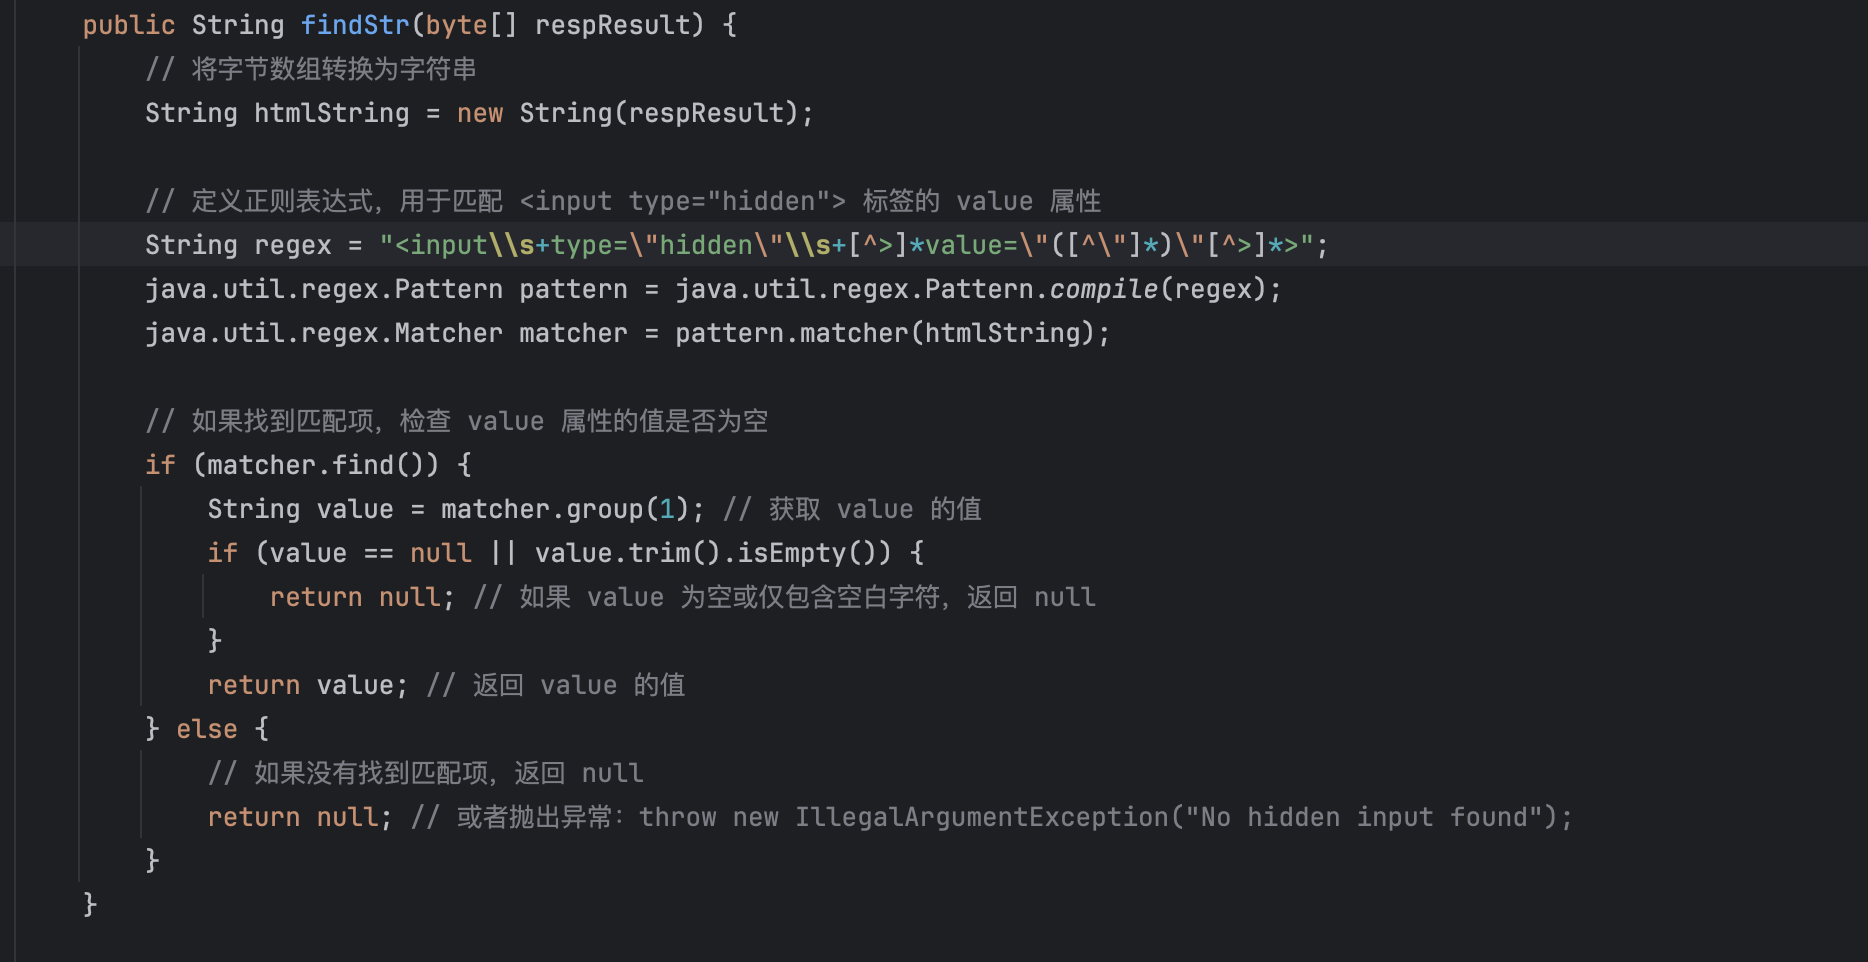 public String findStr(byte[] respResult) {
// 将字节数组转换为字符串
String htmlString = new String(respResult);
// 定义正则表达式，用于匹配 <input type="hidden"> 标签的 value 属性
String regex = "<input\\s+type=\"hidden\"\\s+[^>]*value=\"([^\"]*)\"[^>]*>";
java.util.regex.Pattern pattern = java.util.regex.Pattern.compile(regex);
java.util.regex.Matcher matcher = pattern.matcher(htmlString);
// 如果找到匹配项，检查 value 属性的值是否为空
if (matcher.find()) {
String value = matcher.group(1); // 获取 value 的值
if (value == null || value.trim().isEmpty()) {
return null; // 如果 value 为空或仅包含空白字符，返回 null
}
return value; // 返回 value 的值
} else {
// 如果没有找到匹配项，返回 null
return null; // 或者抛出异常：throw new IllegalArgumentException("No hidden input found");
}
}